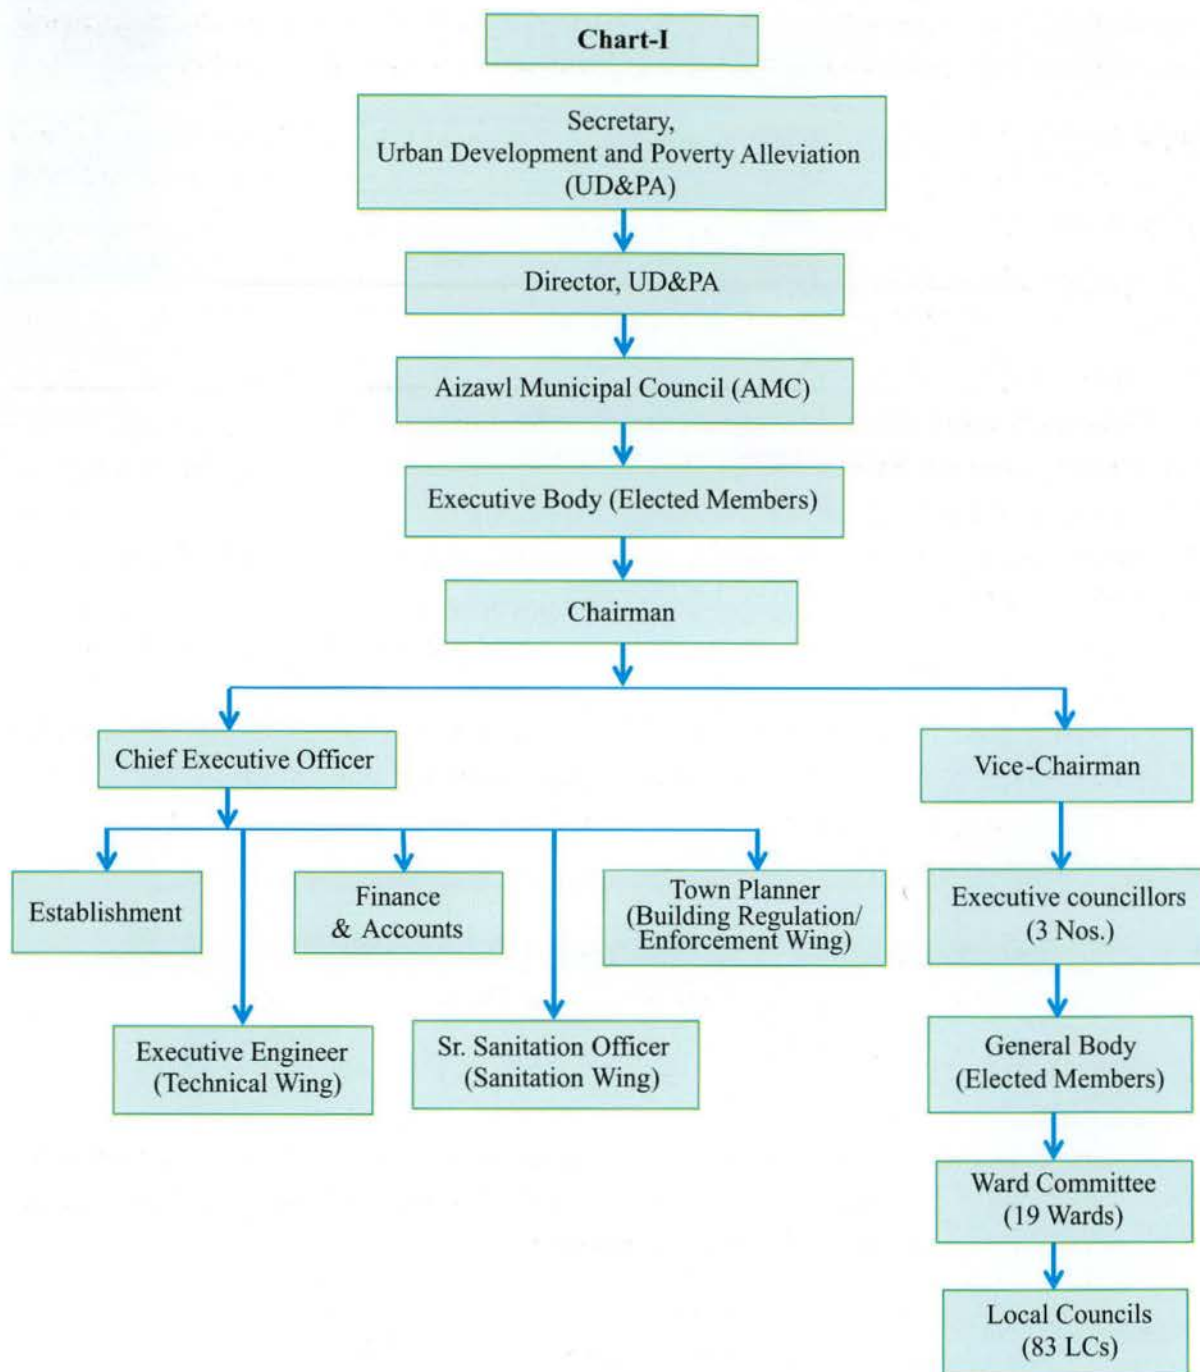 Chart-I
Secretary,
Urban Development and Poverty Alleviation
(UD&PA)
Director, UD&PA
Aizawl Municipal Council (AMC)
Executive Body (Elected Members)
Chairman
Chief Executive Officer
Vice-Chairman
Establishment
Finance
& Accounts
Town Planner
(Building Regulation/
Enforcement Wing)
Executive councillors
(3 Nos.)
Executive Engineer
(Technical Wing)
Sr. Sanitation Officer
(Sanitation Wing)
General Body
(Elected Members)
Ward Committee
(19 Wards)
Local Councils
(83 LCs)